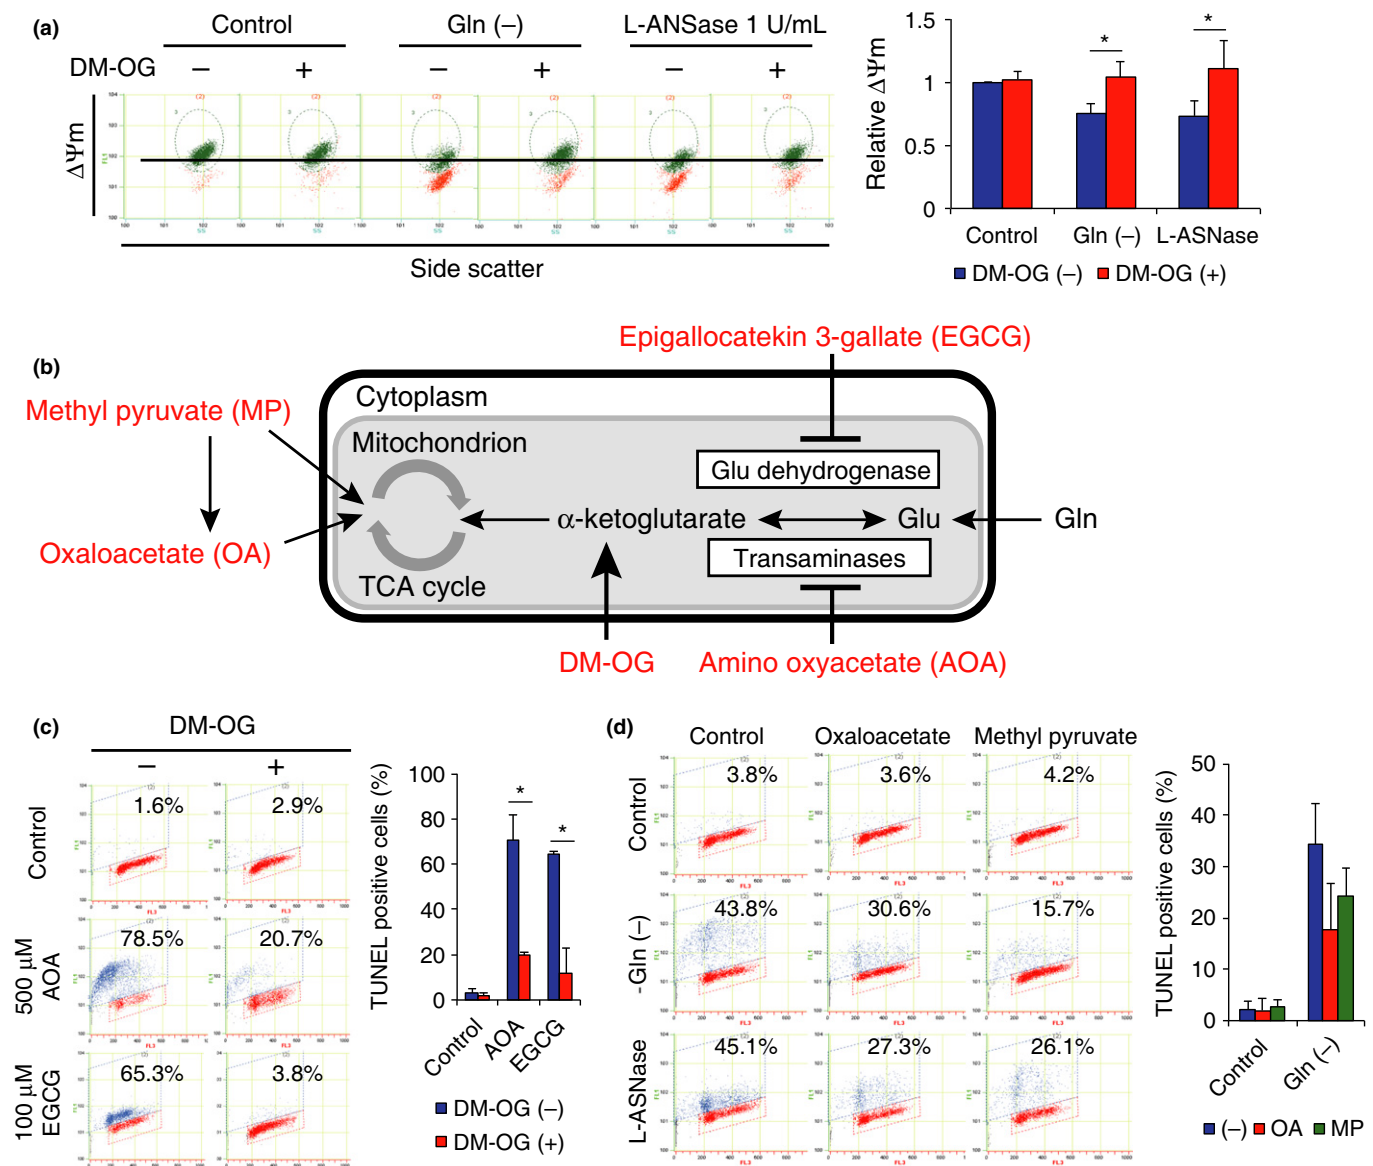 (a)
Control Gln (–) L-ANSase 1 U/mL
DM-OG – + – + – +
ΔΨm
Side scatter
Relative ΔΨm
1.5
1
0.5
0
* *
Control Gln (–) L-ASNase
DM-OG (–) DM-OG (+)
(b)
Epigallocatekin 3-gallate (EGCG)
Cytoplasm
Methyl pyruvate (MP)
Mitochondrion
Glu dehydrogenase
α-ketoglutarate Glu Gln
Oxaloacetate (OA)
Transaminases
TCA cycle
DM-OG Amino oxyacetate (AOA)
(c)
DM-OG
– +
Control
1.6% 2.9%
500 μM AOA
78.5% 20.7%
100 μM EGCG
65.3% 3.8%
FL1
FL3
TUNEL positive cells (%)
100
80
60
40
20
0
* *
Control AOA EGCG
DM-OG (–)
DM-OG (+)
(d)
Control Oxaloacetate Methyl pyruvate
Control
3.8% 3.6% 4.2%
-Gln (–)
43.8% 30.6% 15.7%
L-ASNase
45.1% 27.3% 26.1%
FL1
FL3
TUNEL positive cells (%)
50
40
30
20
10
0
Control Gln (–)
(–) OA MP